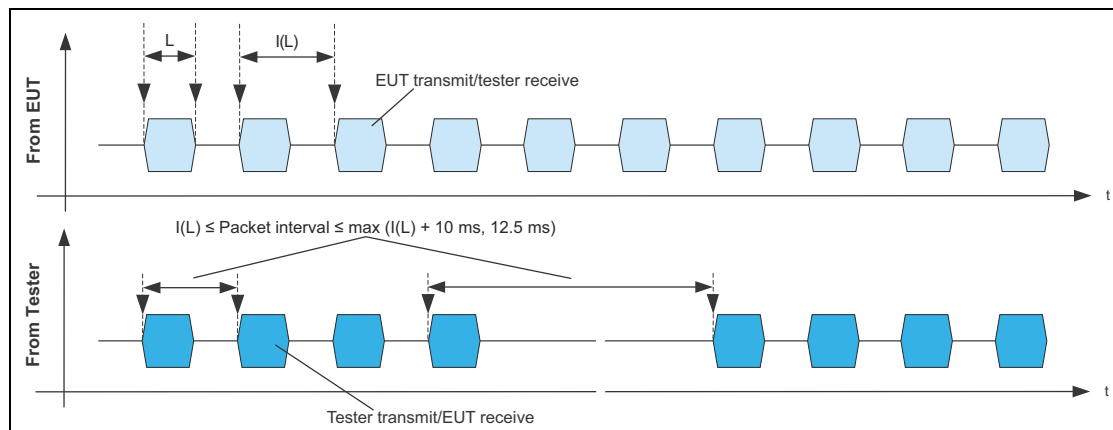 L
I(L)
EUT transmit/tester receive
From EUT
t
I(L) ≤ Packet interval ≤ max (I(L) + 10 ms, 12.5 ms)
From Tester
t
Tester transmit/EUT receive